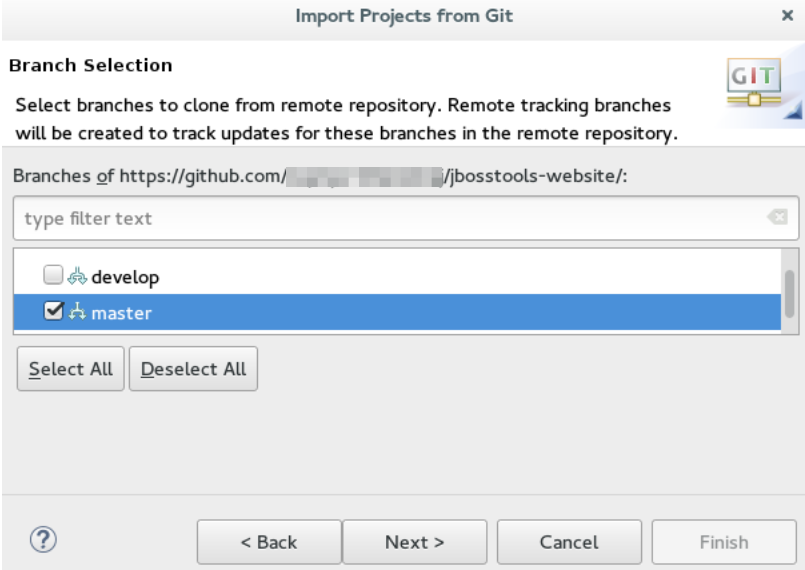 Import Projects from Git
Branch Selection
GIT
Select branches to clone from remote repository. Remote tracking branches
will be created to track updates for these branches in the remote repository.
Branches of https://github.com/ /jbosstools-website/:
type filter text
develop
master
Select All Deselect All
? < Back Next > Cancel Finish